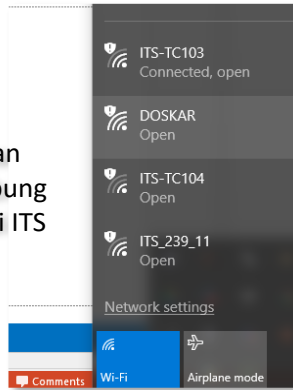 ITS-TC103
Connected, open
DOSKAR
Open
ITS-TC104
Open
ITS_239_11
Open
Network settings
Wi-Fi
Airplane mode
an
ung
i ITS
Comments